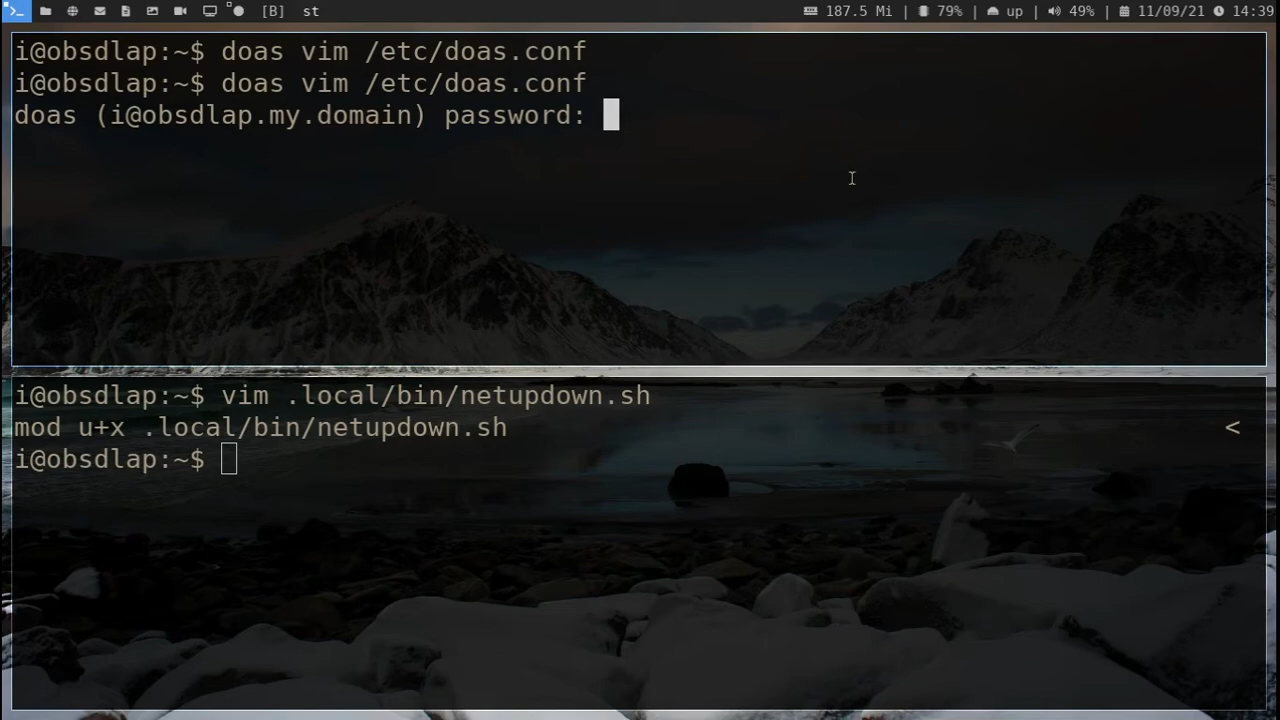 [B] st 187.5 Mi | 79% | up | 49% | 11/09/21 14:39
i@obsdlap:~$ doas vim /etc/doas.conf
i@obsdlap:~$ doas vim /etc/doas.conf
doas (i@obsdlap.my.domain) password:
i@obsdlap:~$ vim .local/bin/netupdown.sh
mod u+x .local/bin/netupdown.sh <
i@obsdlap:~$